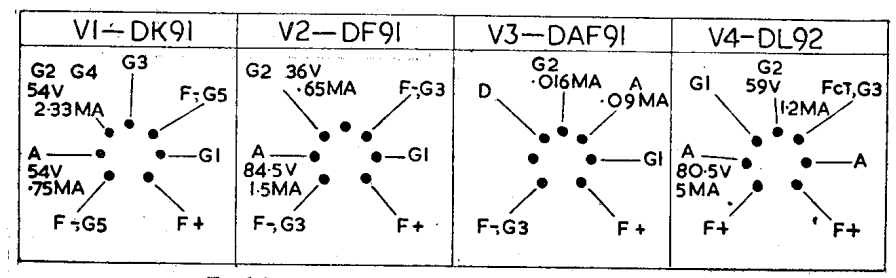 V1—DK91
V2—DF91
V3—DAF91
V4—DL92
G2 G4
54V
2·33MA
G3
F-,G5
A
54V
·75MA
G1
F-,G5
F+
G2 36V
·65MA
F-,G3
A
84·5V
1·5MA
G1
F-,G3
F+
D
G2
·016MA
A
·09MA
G1
F-,G3
F+
G1
G2
59V
1·2MA
FCT,G3
A
80·5V
5MA
A
F+
F+